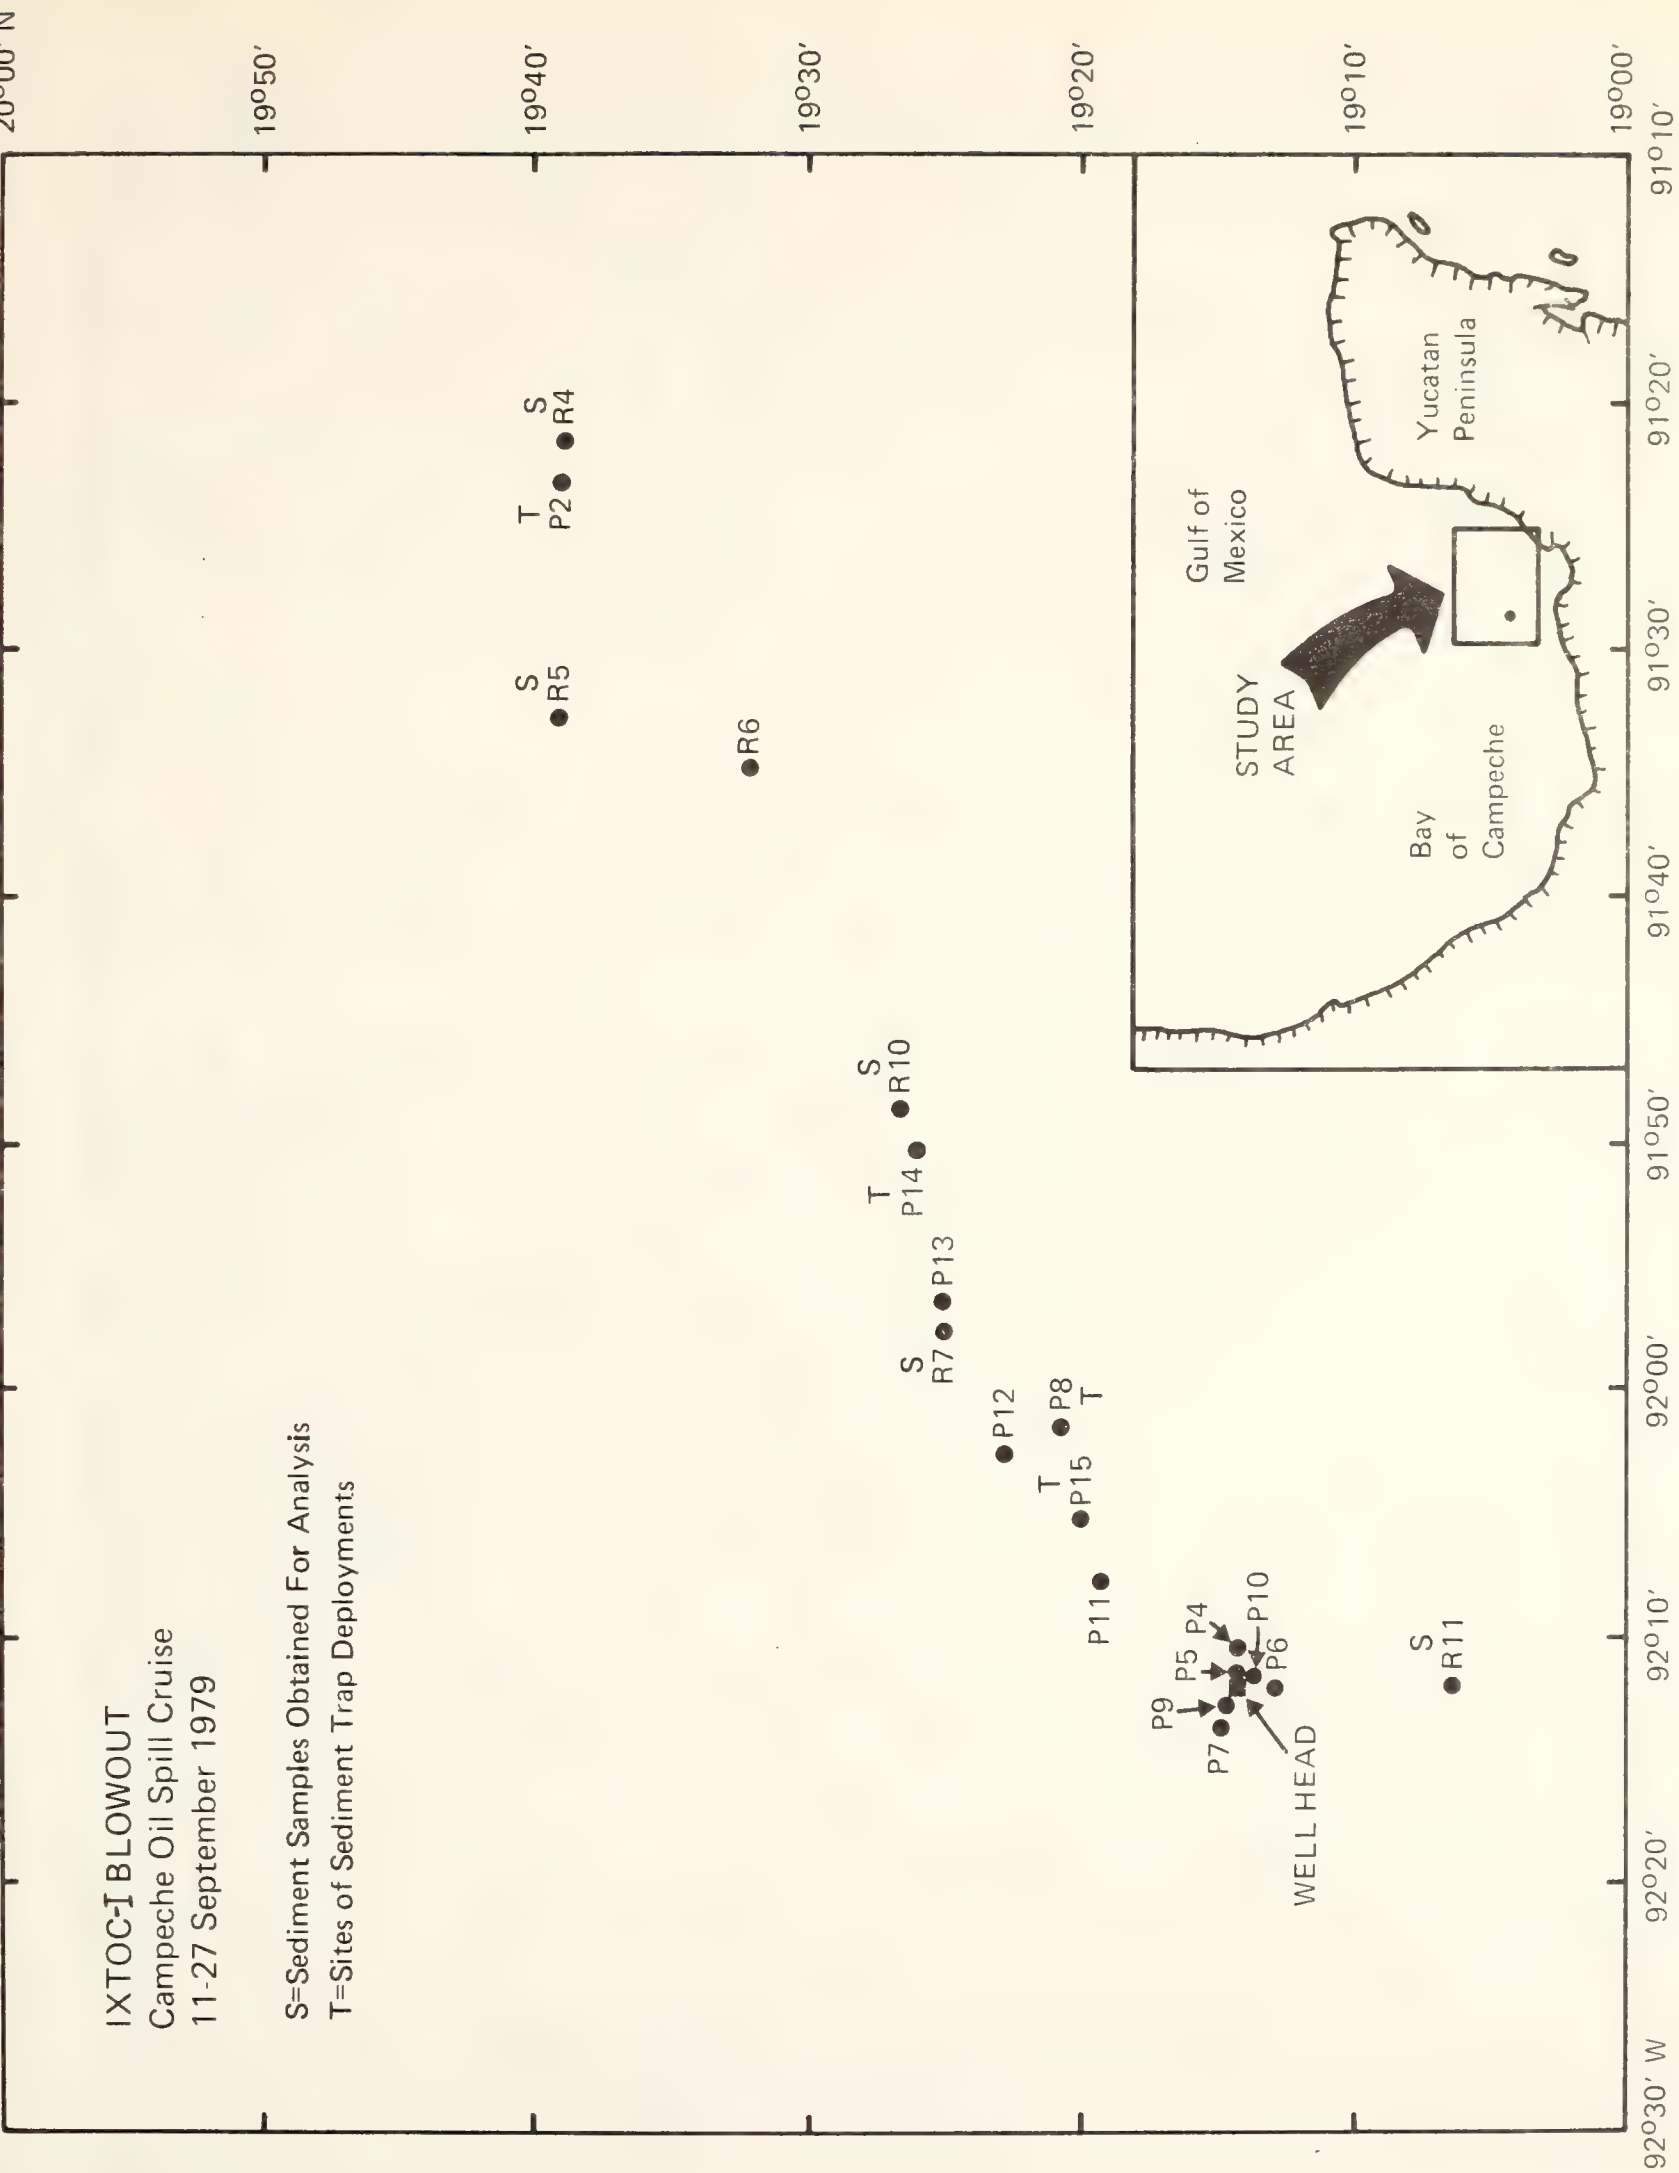 IXTOC-I BLOWOUT
Campeche Oil Spill Cruise
11-27 September 1979
S=Sediment Samples Obtained For Analysis
T=Sites of Sediment Trap Deployments
20°00' N
19°50'
19°40'
19°30'
19°20'
19°10'
19°00'
S
R5
T
P2
S
R4
R6
T
P14
S
R10
S
R7
P13
P12
P8
T
T
P15
P11
P9
P5
P4
P7
P10
P6
WELL HEAD
S
R11
Gulf of
Mexico
STUDY
AREA
Yucatan
Peninsula
Bay
of
Campeche
92°30' W
92°20'
92°10'
92°00'
91°50'
91°40'
91°30'
91°20'
91°10'